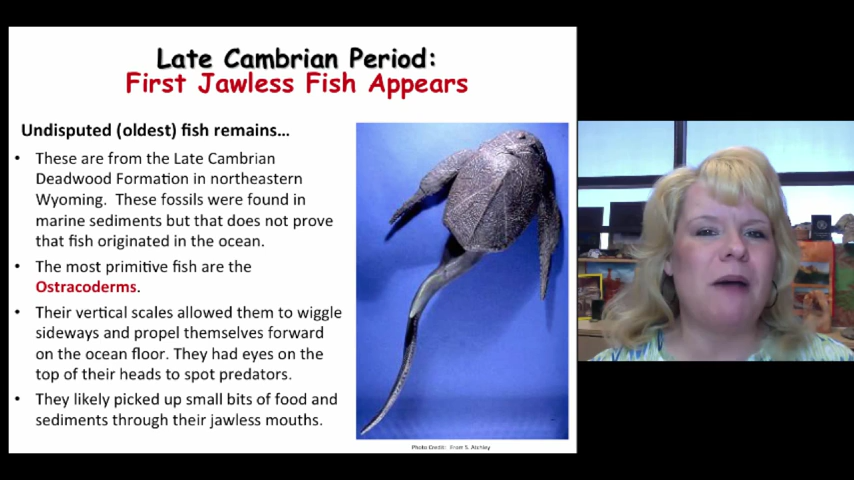 Late Cambrian Period:
First Jawless Fish Appears
Undisputed (oldest) fish remains...
• These are from the Late Cambrian
Deadwood Formation in northeastern
Wyoming. These fossils were found in
marine sediments but that does not prove
that fish originated in the ocean.
• The most primitive fish are the
Ostracoderms.
• Their vertical scales allowed them to wiggle
sideways and propel themselves forward
on the ocean floor. They had eyes on the
top of their heads to spot predators.
• They likely picked up small bits of food and
sediments through their jawless mouths.
Photo Credit: From S. Atchley